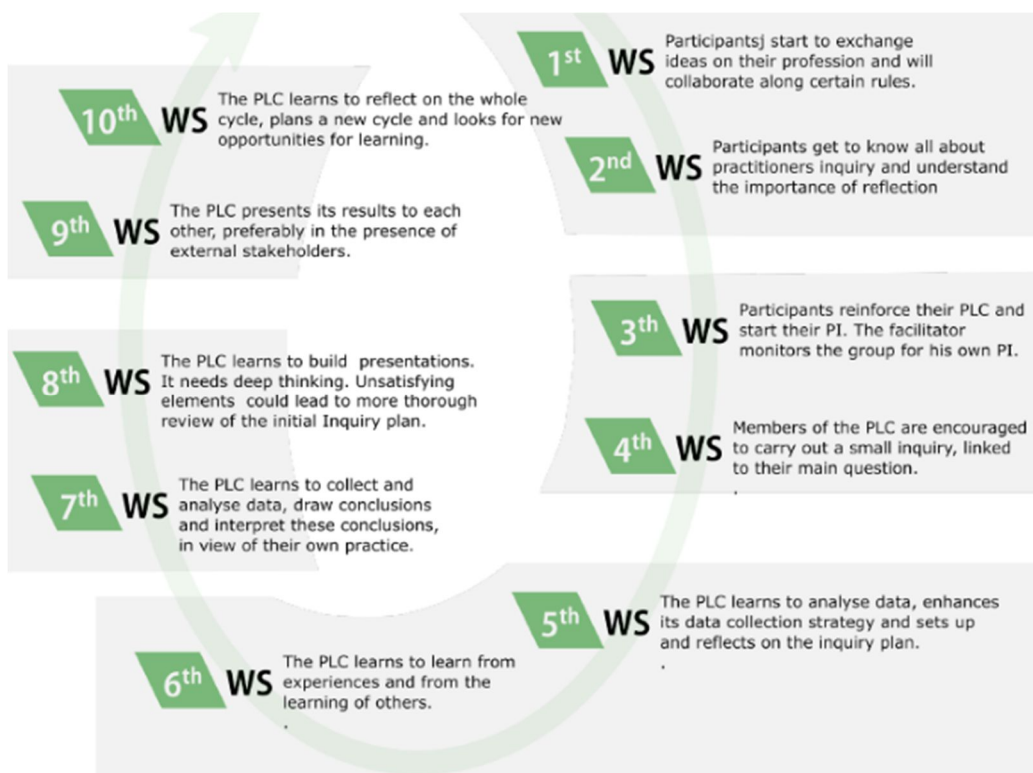 1st WS
Participantsj start to exchange
ideas on their profession and will
collaborate along certain rules.
2nd WS
Participants get to know all about
practitioners inquiry and understand
the importance of reflection
3th WS
Participants reinforce their PLC and
start their PI. The facilitator
monitors the group for his own PI.
4th WS
Members of the PLC are encouraged
to carry out a small inquiry, linked
to their main question.
.
5th WS
The PLC learns to analyse data, enhances
its data collection strategy and sets up
and reflects on the inquiry plan.
.
6th WS
The PLC learns to learn from
experiences and from the
learning of others.
.
7th WS
The PLC learns to collect and
analyse data, draw conclusions
and interpret these conclusions,
in view of their own practice.
8th WS
The PLC learns to build presentations.
It needs deep thinking. Unsatisfying
elements could lead to more thorough
review of the initial Inquiry plan.
9th WS
The PLC presents its results to each
other, preferably in the presence of
external stakeholders.
10th WS
The PLC learns to reflect on the whole
cycle, plans a new cycle and looks for new
opportunities for learning.